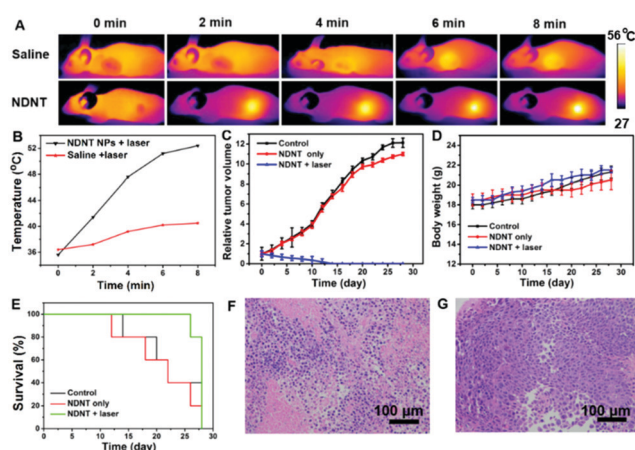 A
0 min 2 min 4 min 6 min 8 min
56 °C
Saline
NDNT
27
B
NDNT NPs + laser
Saline +laser
Temperature (°C)
52
48
44
40
36
0 2 4 6 8
Time (min)
C
Control
NDNT only
NDNT + laser
Relative tumor volume
12
10
8
6
4
2
0
0 5 10 15 20 25 30
Time (day)
D
Body weight (g)
24
22
20
18
16
14
12
Control
NDNT only
NDNT + laser
0 5 10 15 20 25 30
Time (day)
E
Survival (%)
100
80
60
40
20
0
Control
NDNT only
NDNT + laser
0 5 10 15 20 25 30
Time (day)
F
100 µm
G
100 µm